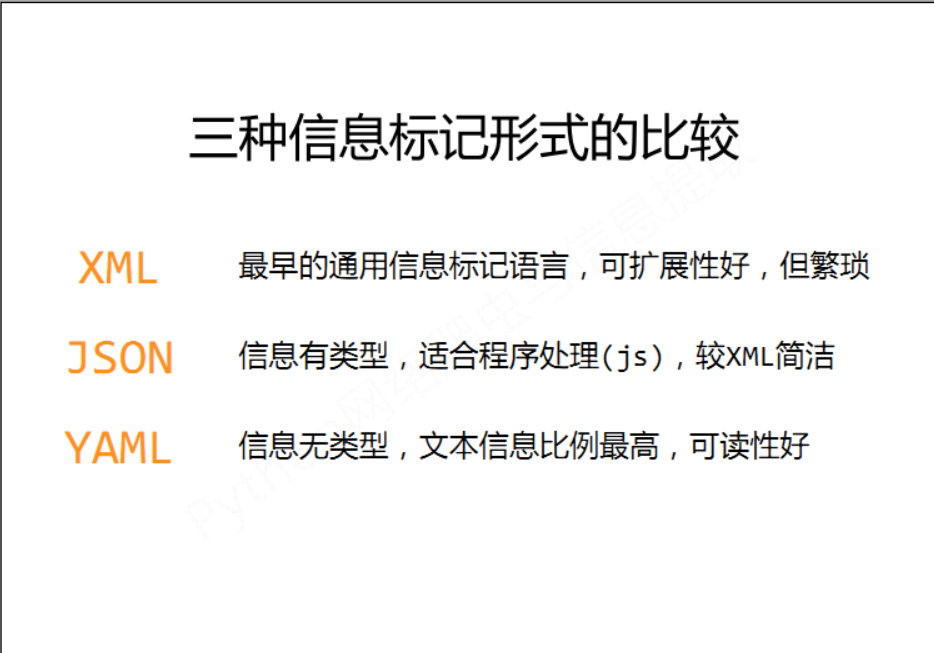 三种信息标记形式的比较
XML 最早的通用信息标记语言，可扩展性好，但繁琐
JSON 信息有类型，适合程序处理(js)，较XML简洁
YAML 信息无类型，文本信息比例最高，可读性好
Python网络爬虫与信息提取